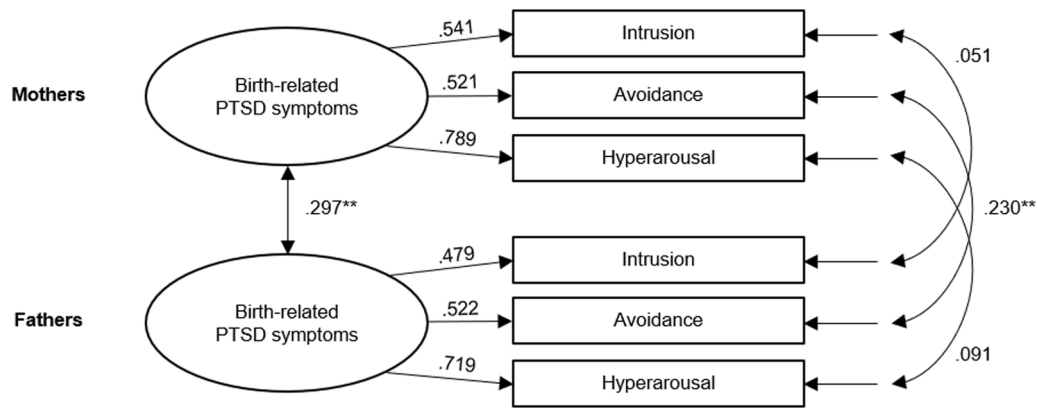 .541
Intrusion
.051
Mothers
Birth-related
PTSD symptoms
.521
Avoidance
.789
Hyperarousal
.297**
.230**
.479
Intrusion
Fathers
Birth-related
PTSD symptoms
.522
Avoidance
.719
Hyperarousal
.091